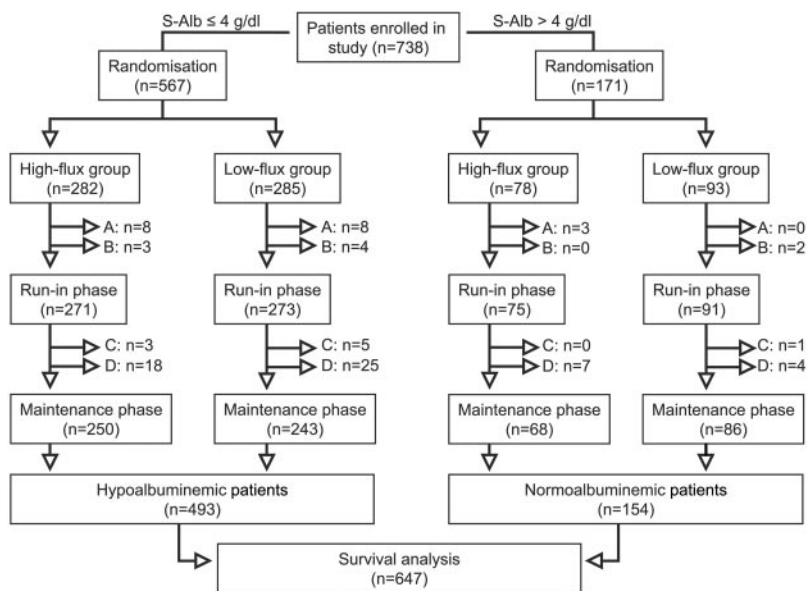 S-Alb ≤ 4 g/dl
Patients enrolled in
study (n=738)
S-Alb > 4 g/dl
Randomisation
(n=567)
Randomisation
(n=171)
High-flux group
(n=282)
Low-flux group
(n=285)
High-flux group
(n=78)
Low-flux group
(n=93)
A: n=8
B: n=3
A: n=8
B: n=4
A: n=3
B: n=0
A: n=0
B: n=2
Run-in phase
(n=271)
Run-in phase
(n=273)
Run-in phase
(n=75)
Run-in phase
(n=91)
C: n=3
D: n=18
C: n=5
D: n=25
C: n=0
D: n=7
C: n=1
D: n=4
Maintenance phase
(n=250)
Maintenance phase
(n=243)
Maintenance phase
(n=68)
Maintenance phase
(n=86)
Hypoalbuminemic patients
(n=493)
Normoalbuminemic patients
(n=154)
Survival analysis
(n=647)